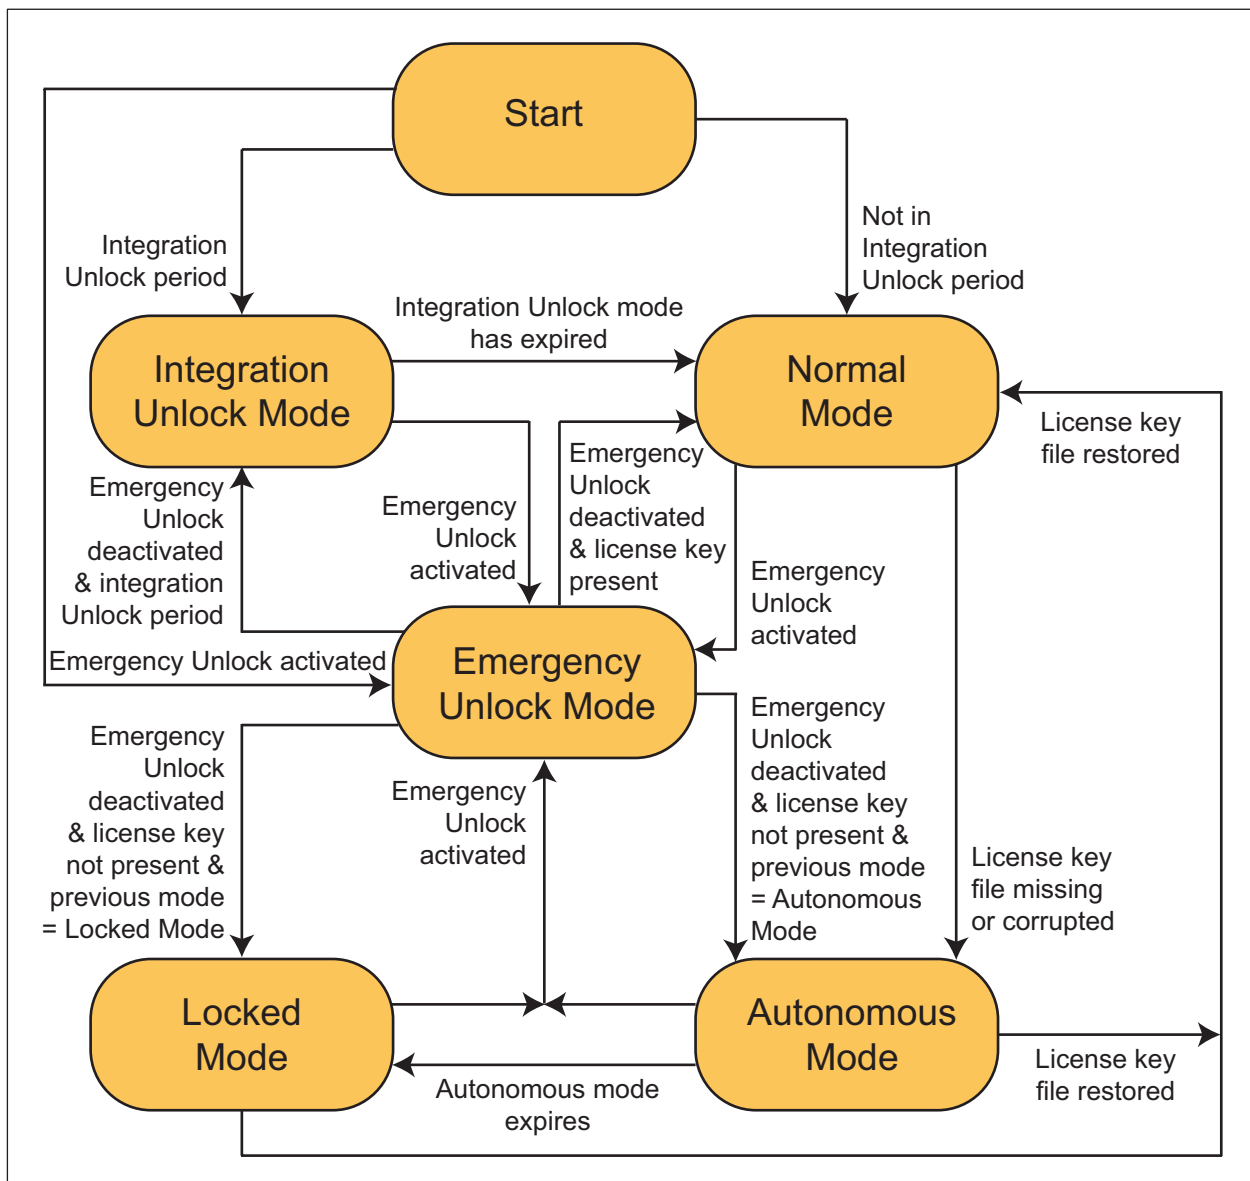 Start
Integration
Unlock period
Not in
Integration
Unlock period
Integration Unlock mode
has expired
Integration
Unlock Mode
Normal
Mode
License key
file restored
Emergency
Unlock
deactivated
& integration
Unlock period
Emergency
Unlock
activated
Emergency
Unlock
deactivated
& license key
present
Emergency
Unlock
activated
Emergency Unlock activated
Emergency
Unlock Mode
Emergency
Unlock
deactivated
& license key
not present &
previous mode
= Locked Mode
Emergency
Unlock
activated
Emergency
Unlock
deactivated
& license key
not present &
previous mode
= Autonomous
Mode
License key
file missing
or corrupted
Locked
Mode
Autonomous
Mode
Autonomous mode
expires
License key
file restored